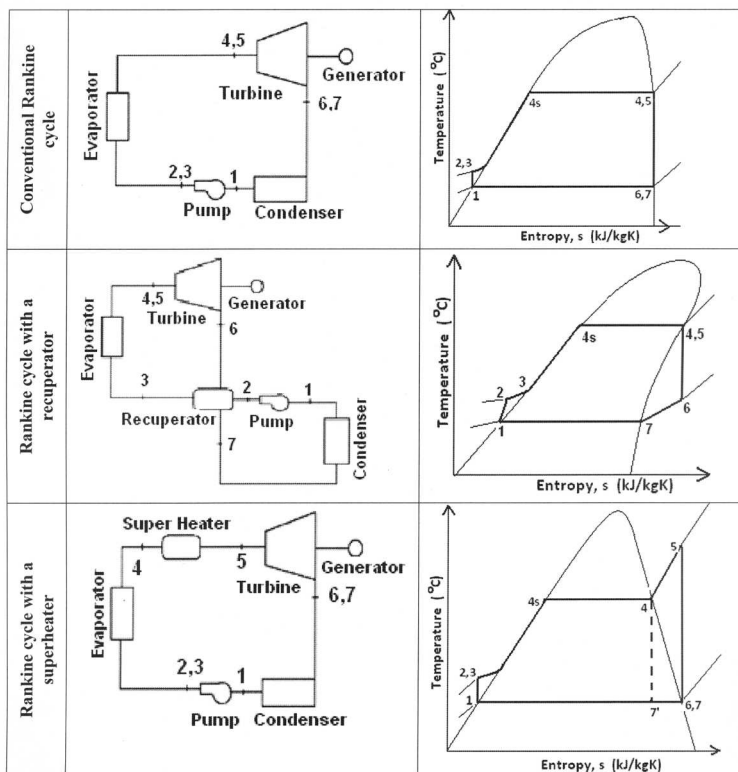 Conventional Rankine
cycle
4,5
Turbine
Generator
Evaporator
6,7
2,3
1
Pump
Condenser
Temperature (°C)
4s
4,5
2,3
1
6,7
Entropy, s (kJ/kgK)
Rankine cycle with a
recuperator
4,5
Turbine
Generator
Evaporator
6
3
2
1
Recuperator
Pump
7
Condenser
Temperature (°C)
4s
4,5
2
3
6
1
7
Entropy, s (kJ/kgK)
Rankine cycle with a
superheater
Super Heater
4
5
Turbine
Generator
Evaporator
6,7
2,3
1
Pump
Condenser
Temperature (°C)
5
4s
4
2,3
1
7'
6,7
Entropy, s (kJ/kgK)